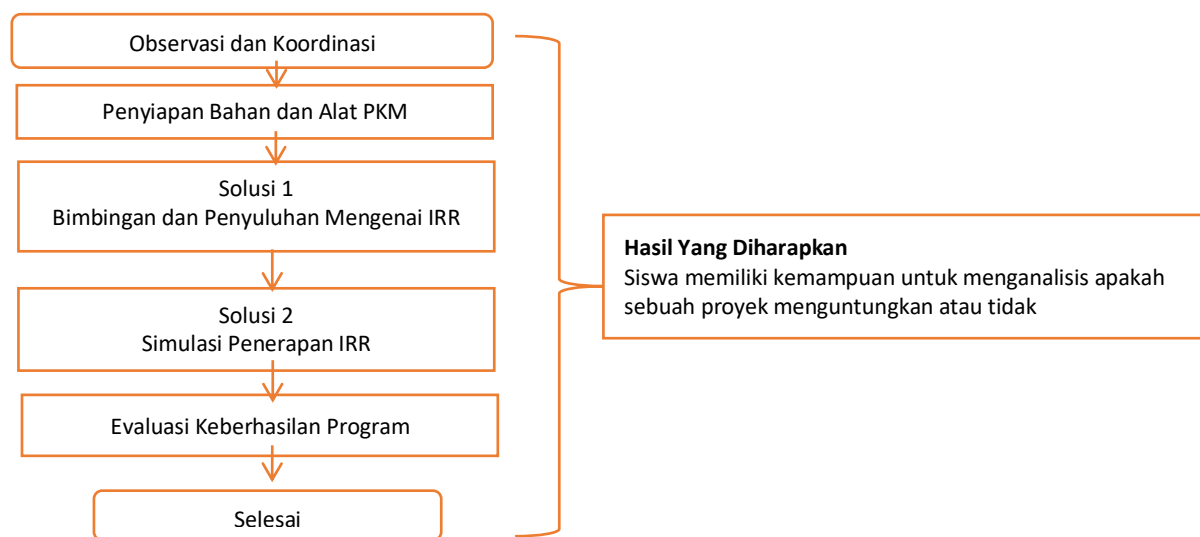 Observasi dan Koordinasi
Penyiapan Bahan dan Alat PKM
Solusi 1
Bimbingan dan Penyuluhan Mengenai IRR
Solusi 2
Simulasi Penerapan IRR
Evaluasi Keberhasilan Program
Selesai
Hasil Yang Diharapkan
Siswa memiliki kemampuan untuk menganalisis apakah
sebuah proyek menguntungkan atau tidak